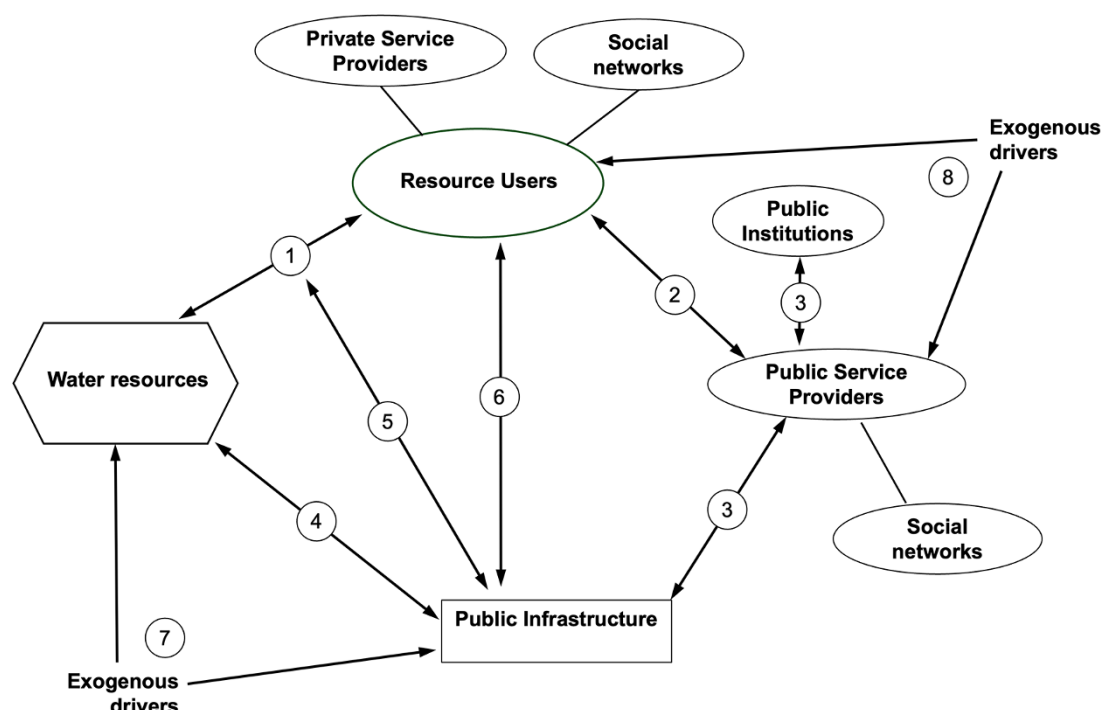 Private Service
Providers
Social
networks
Exogenous
drivers
Resource Users
8
Public
Institutions
1
2
3
Water resources
Public Service
Providers
6
5
3
4
Social
networks
Public Infrastructure
7
Exogenous
drivers